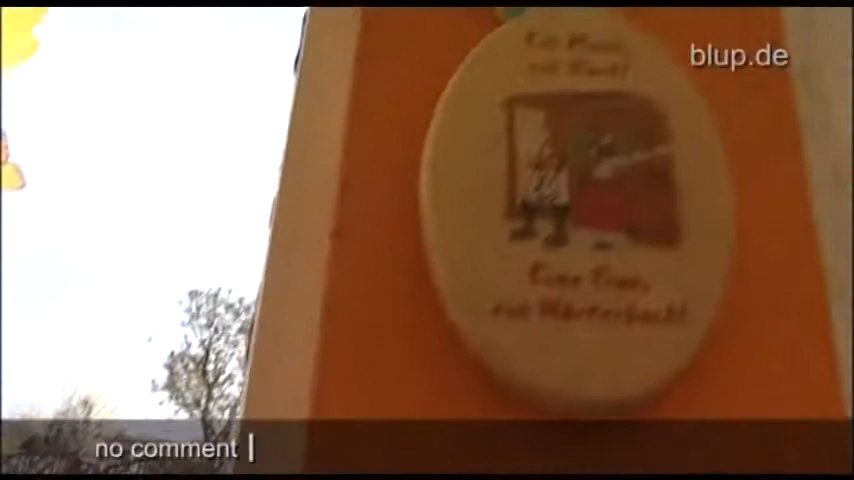 blup.de
Ein Mann,
ein Wort!
Eine Frau,
ein Wörterbuch!
no comment